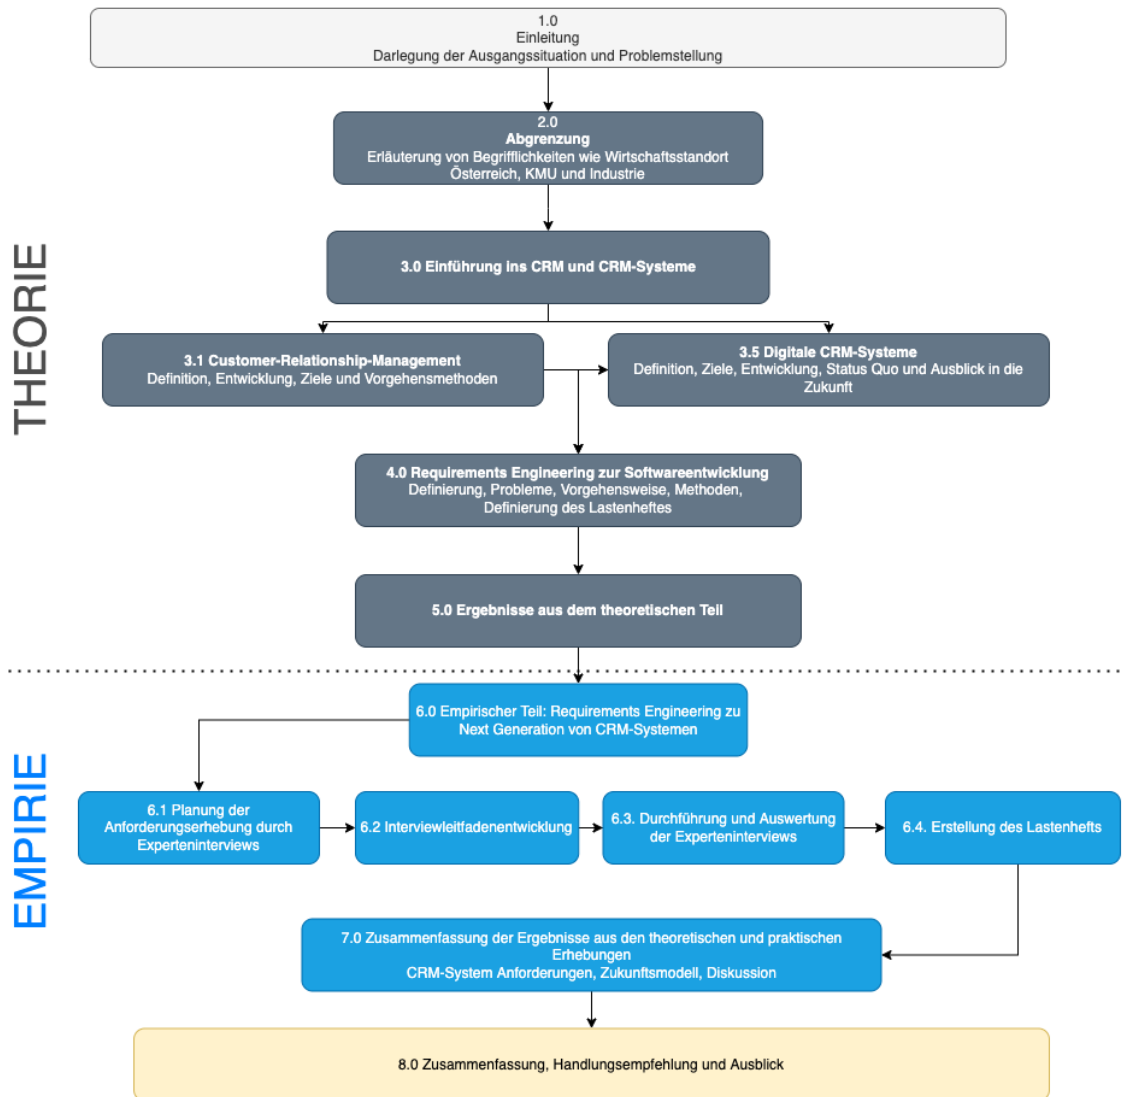 1.0
Einleitung
Darlegung der Ausgangssituation und Problemstellung
2.0
Abgrenzung
Erläuterung von Begrifflichkeiten wie Wirtschaftsstandort
Österreich, KMU und Industrie
THEORIE
3.0 Einführung ins CRM und CRM-Systeme
3.1 Customer-Relationship-Management
Definition, Entwicklung, Ziele und Vorgehensmethoden
3.5 Digitale CRM-Systeme
Definition, Ziele, Entwicklung, Status Quo und Ausblick in die
Zukunft
4.0 Requirements Engineering zur Softwareentwicklung
Definierung, Probleme, Vorgehensweise, Methoden,
Definierung des Lastenheftes
5.0 Ergebnisse aus dem theoretischen Teil
EMPIRIE
6.0 Empirischer Teil: Requirements Engineering zu
Next Generation von CRM-Systemen
6.1 Planung der
Anforderungserhebung durch
Experteninterviews
6.2 Interviewleitfadenentwicklung
6.3. Durchführung und Auswertung
der Experteninterviews
6.4. Erstellung des Lastenhefts
7.0 Zusammenfassung der Ergebnisse aus den theoretischen und praktischen
Erhebungen
CRM-System Anforderungen, Zukunftsmodell, Diskussion
8.0 Zusammenfassung, Handlungsempfehlung und Ausblick